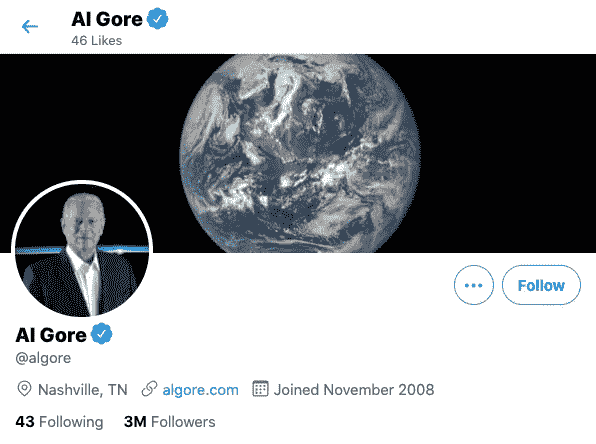 Al Gore
46 Likes
Follow
Al Gore
@algore
Nashville, TN algore.com Joined November 2008
43 Following 3M Followers